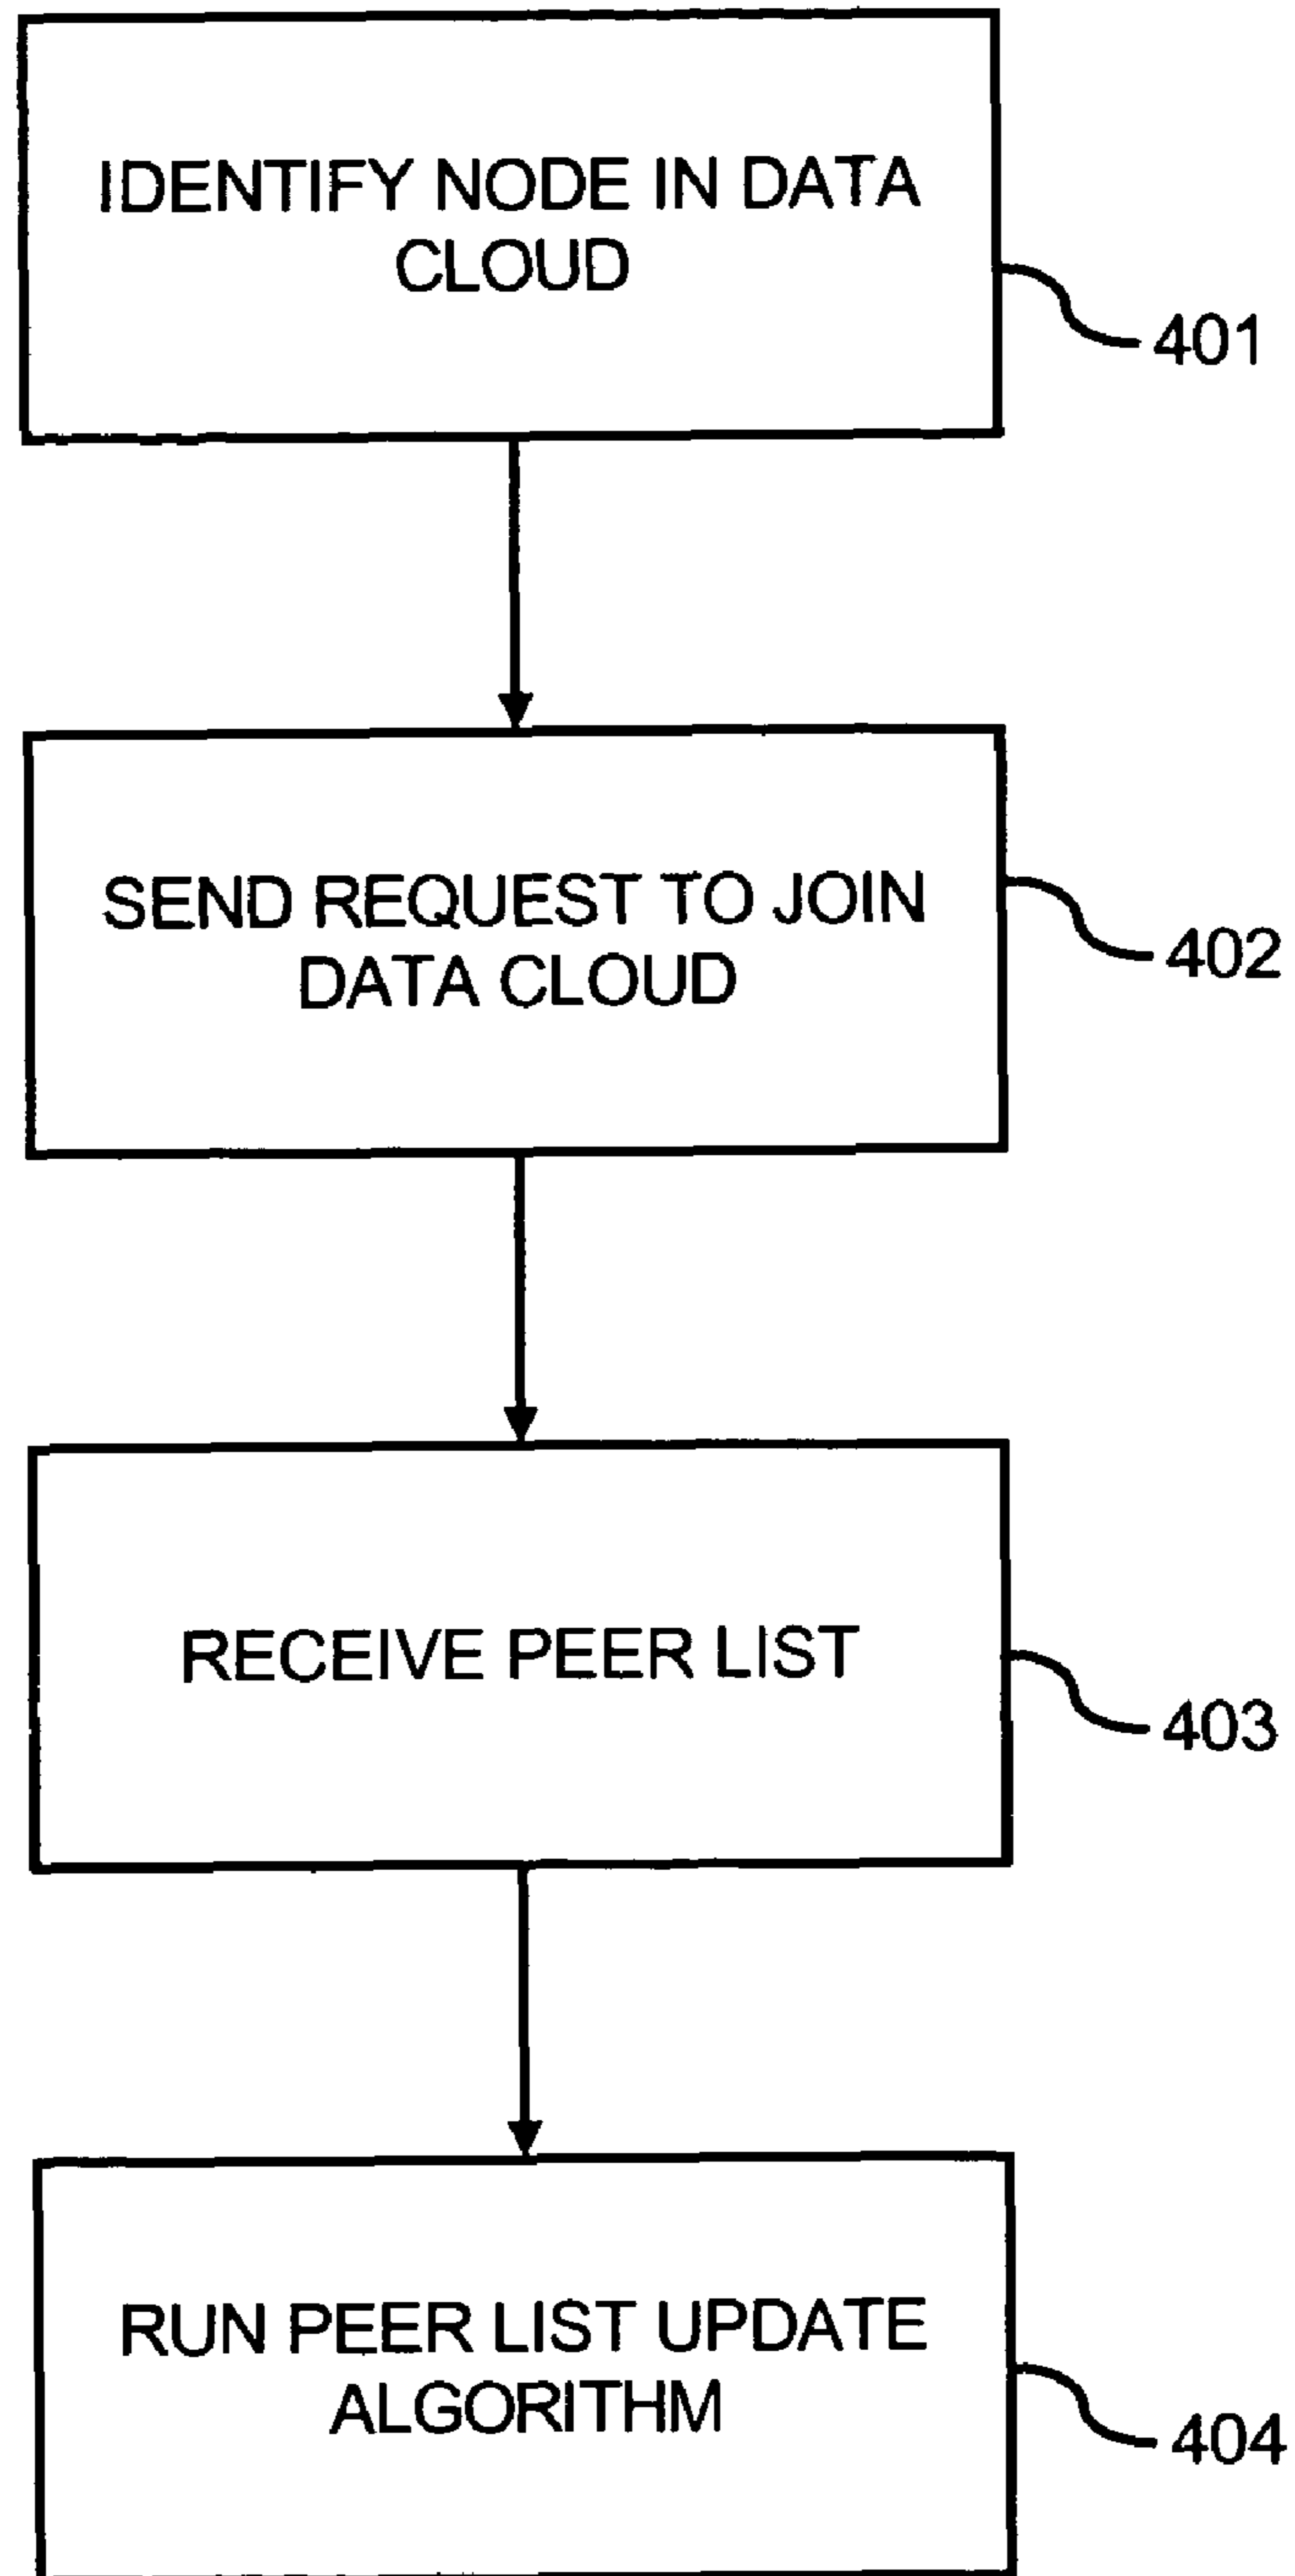 IDENTIFY NODE IN DATA
CLOUD
401
SEND REQUEST TO JOIN
DATA CLOUD
402
RECEIVE PEER LIST
403
RUN PEER LIST UPDATE
ALGORITHM
404